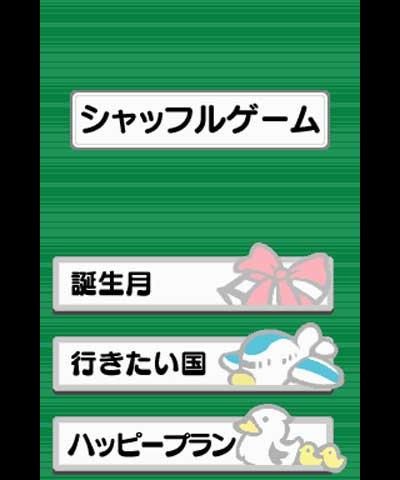 シャッフルゲーム
誕生月
行きたい国
ハッピープラン